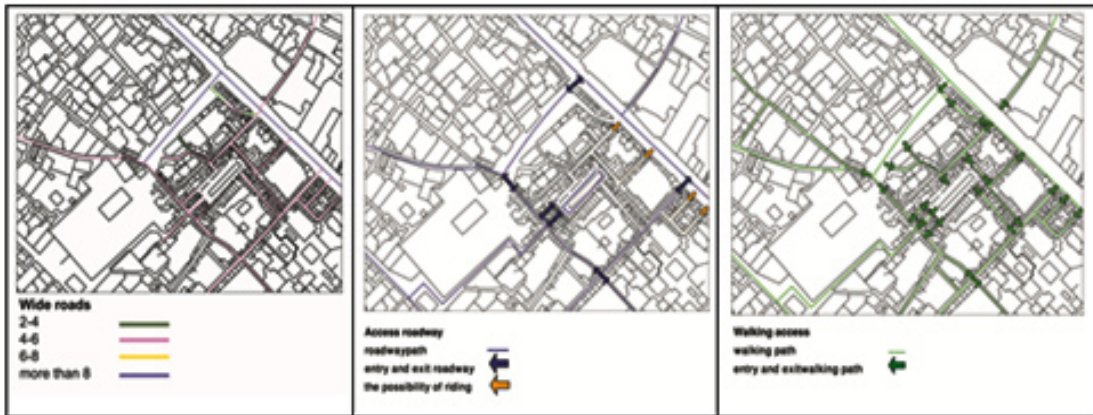 Wide roads
2-4
4-6
6-8
more than 8
Access roadway
roadwaypath
entry and exit roadway
the possibility of riding
Walking access
walking path
entry and exitwalking path